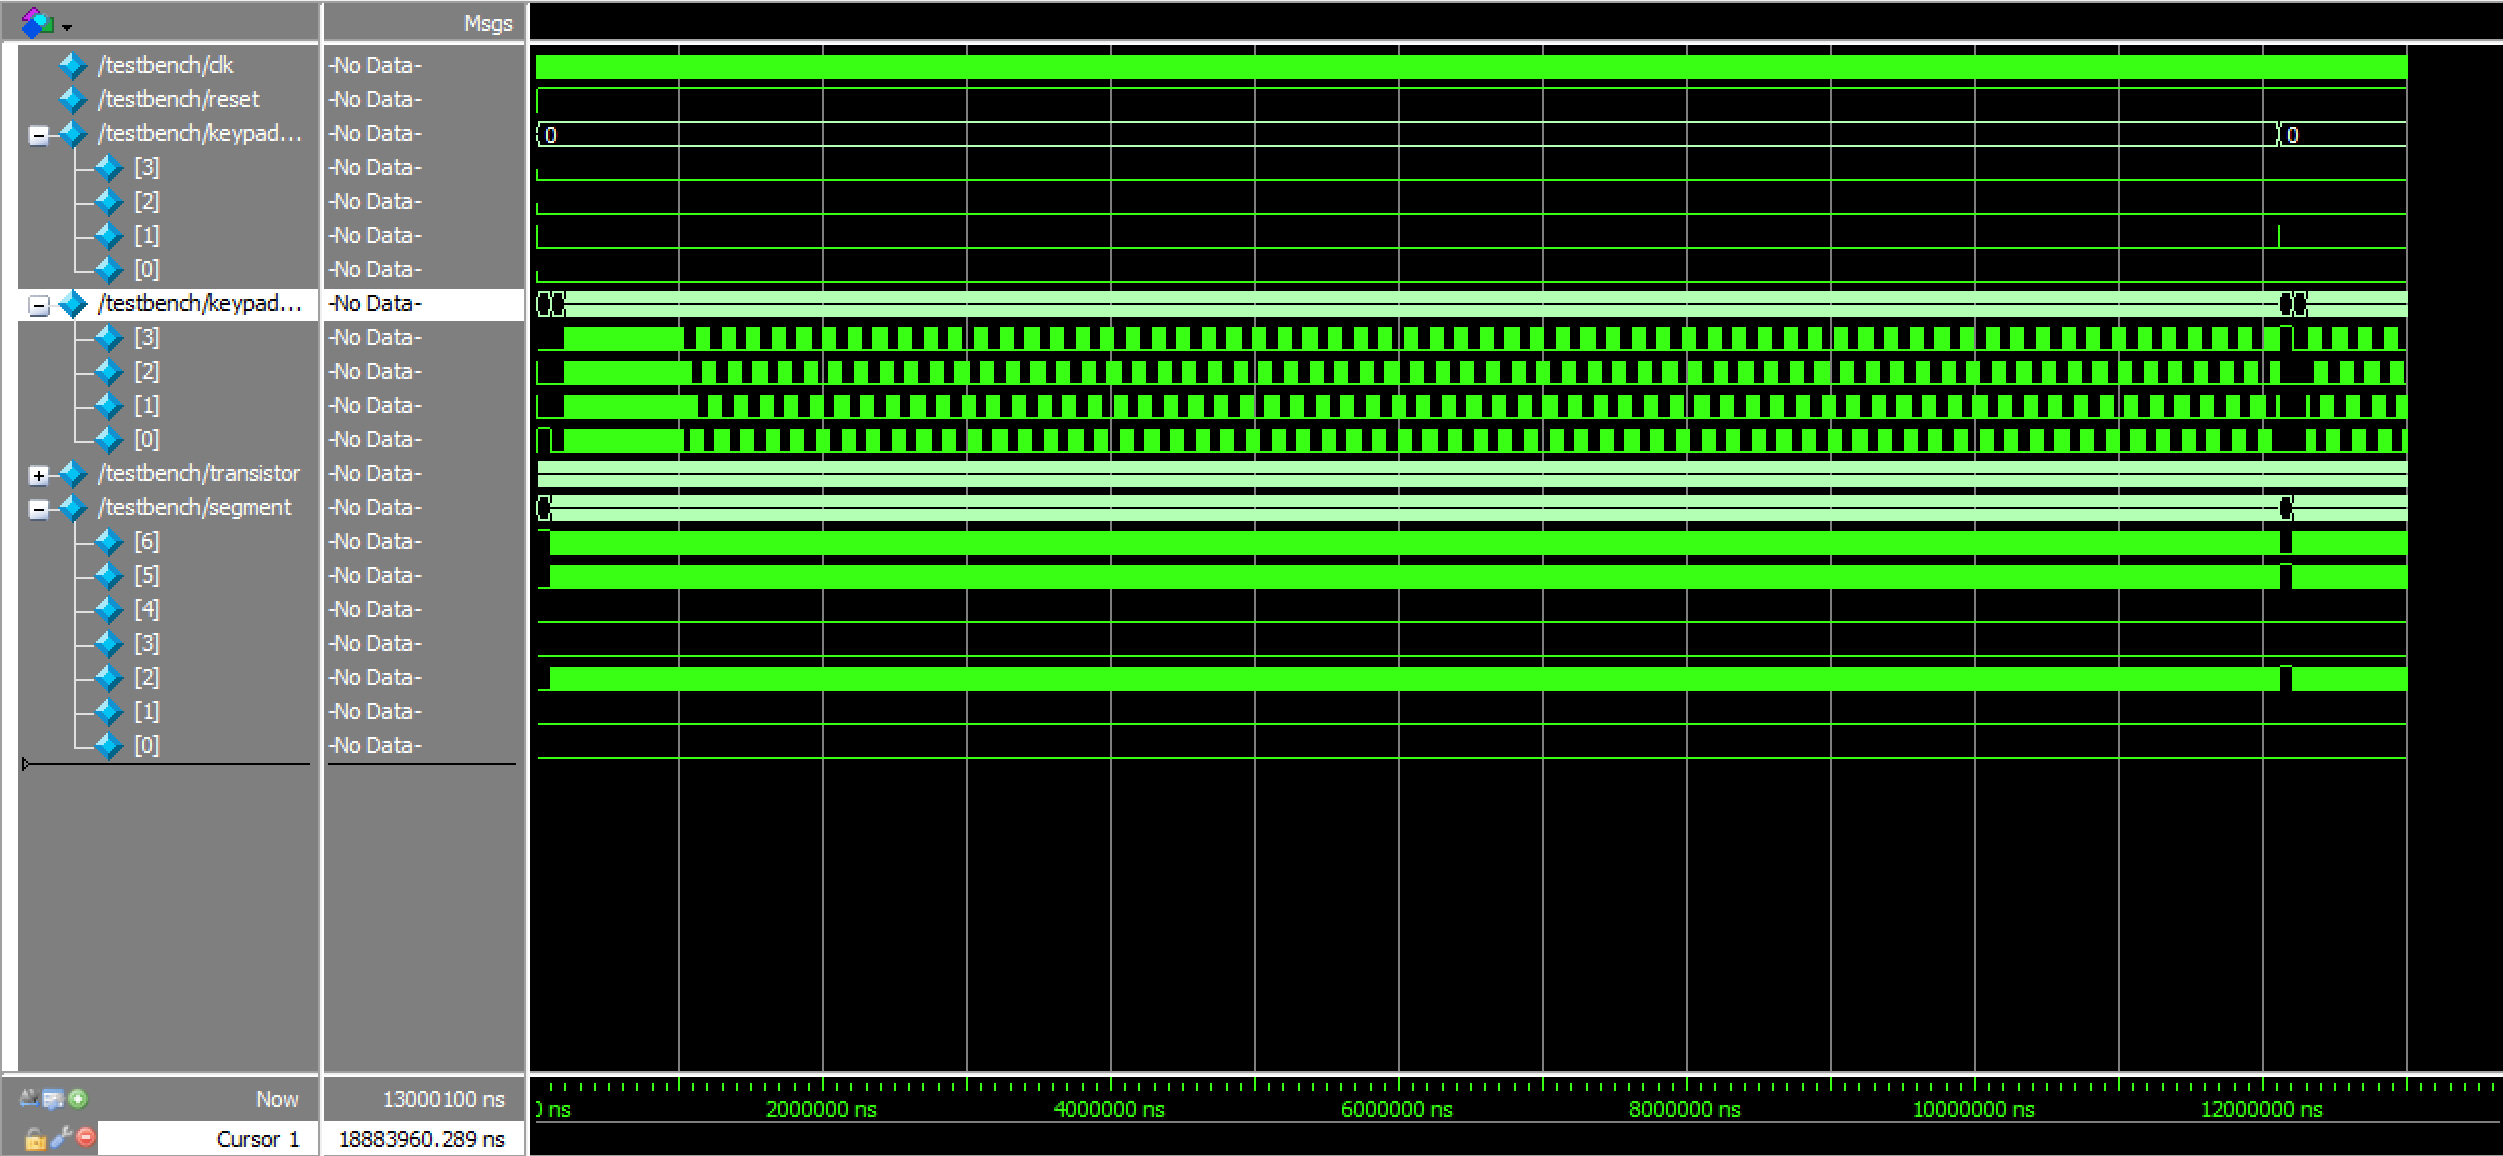 Msgs
/testbench/clk -No Data-
/testbench/reset -No Data-
/testbench/keypad... -No Data- 0 0
[3] -No Data-
[2] -No Data-
[1] -No Data-
[0] -No Data-
/testbench/keypad... -No Data-
[3] -No Data-
[2] -No Data-
[1] -No Data-
[0] -No Data-
/testbench/transistor -No Data-
/testbench/segment -No Data-
[6] -No Data-
[5] -No Data-
[4] -No Data-
[3] -No Data-
[2] -No Data-
[1] -No Data-
[0] -No Data-
Now 13000100 ns
0 ns 2000000 ns 4000000 ns 6000000 ns 8000000 ns 10000000 ns 12000000 ns
Cursor 1 18883960.289 ns